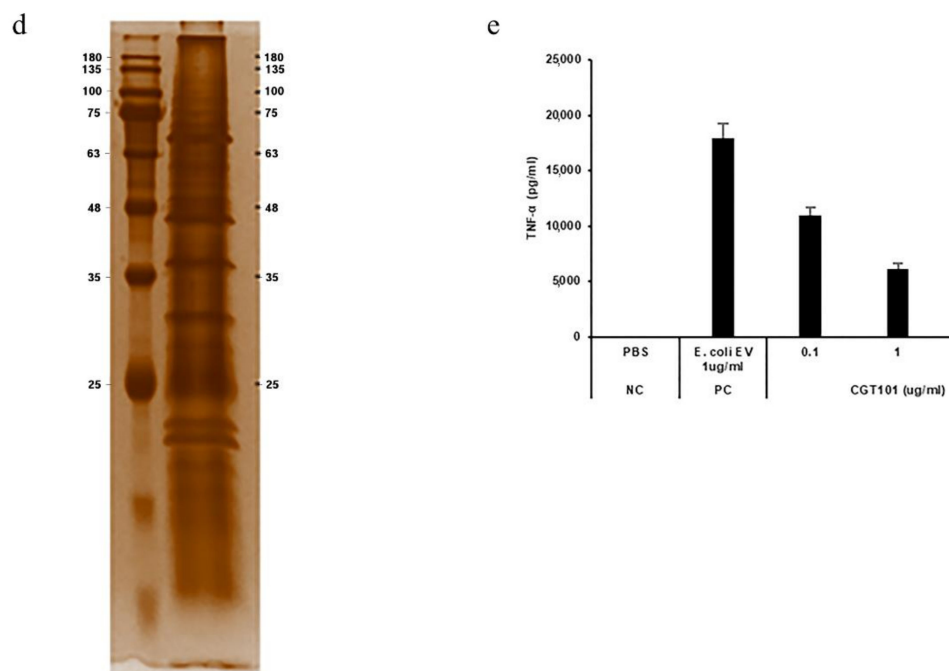 d
180
135
100
75
63
48
35
25
180
135
100
75
63
48
35
25
e
TNF-α (pg/ml)
25,000
20,000
15,000
10,000
5,000
0
PBS
E. coli EV
1ug/ml
0.1
1
NC
PC
CGT101 (ug/ml)